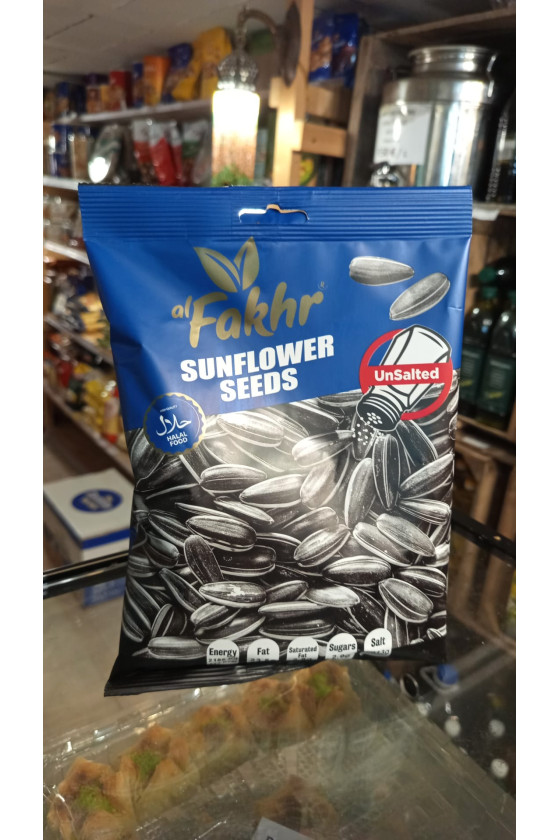 al Fakhr
SUNFLOWER
SEEDS
UnSalted
حلال
HALAL
FOOD
Energy
Fat
Saturated
Fat
Sugars
Salt